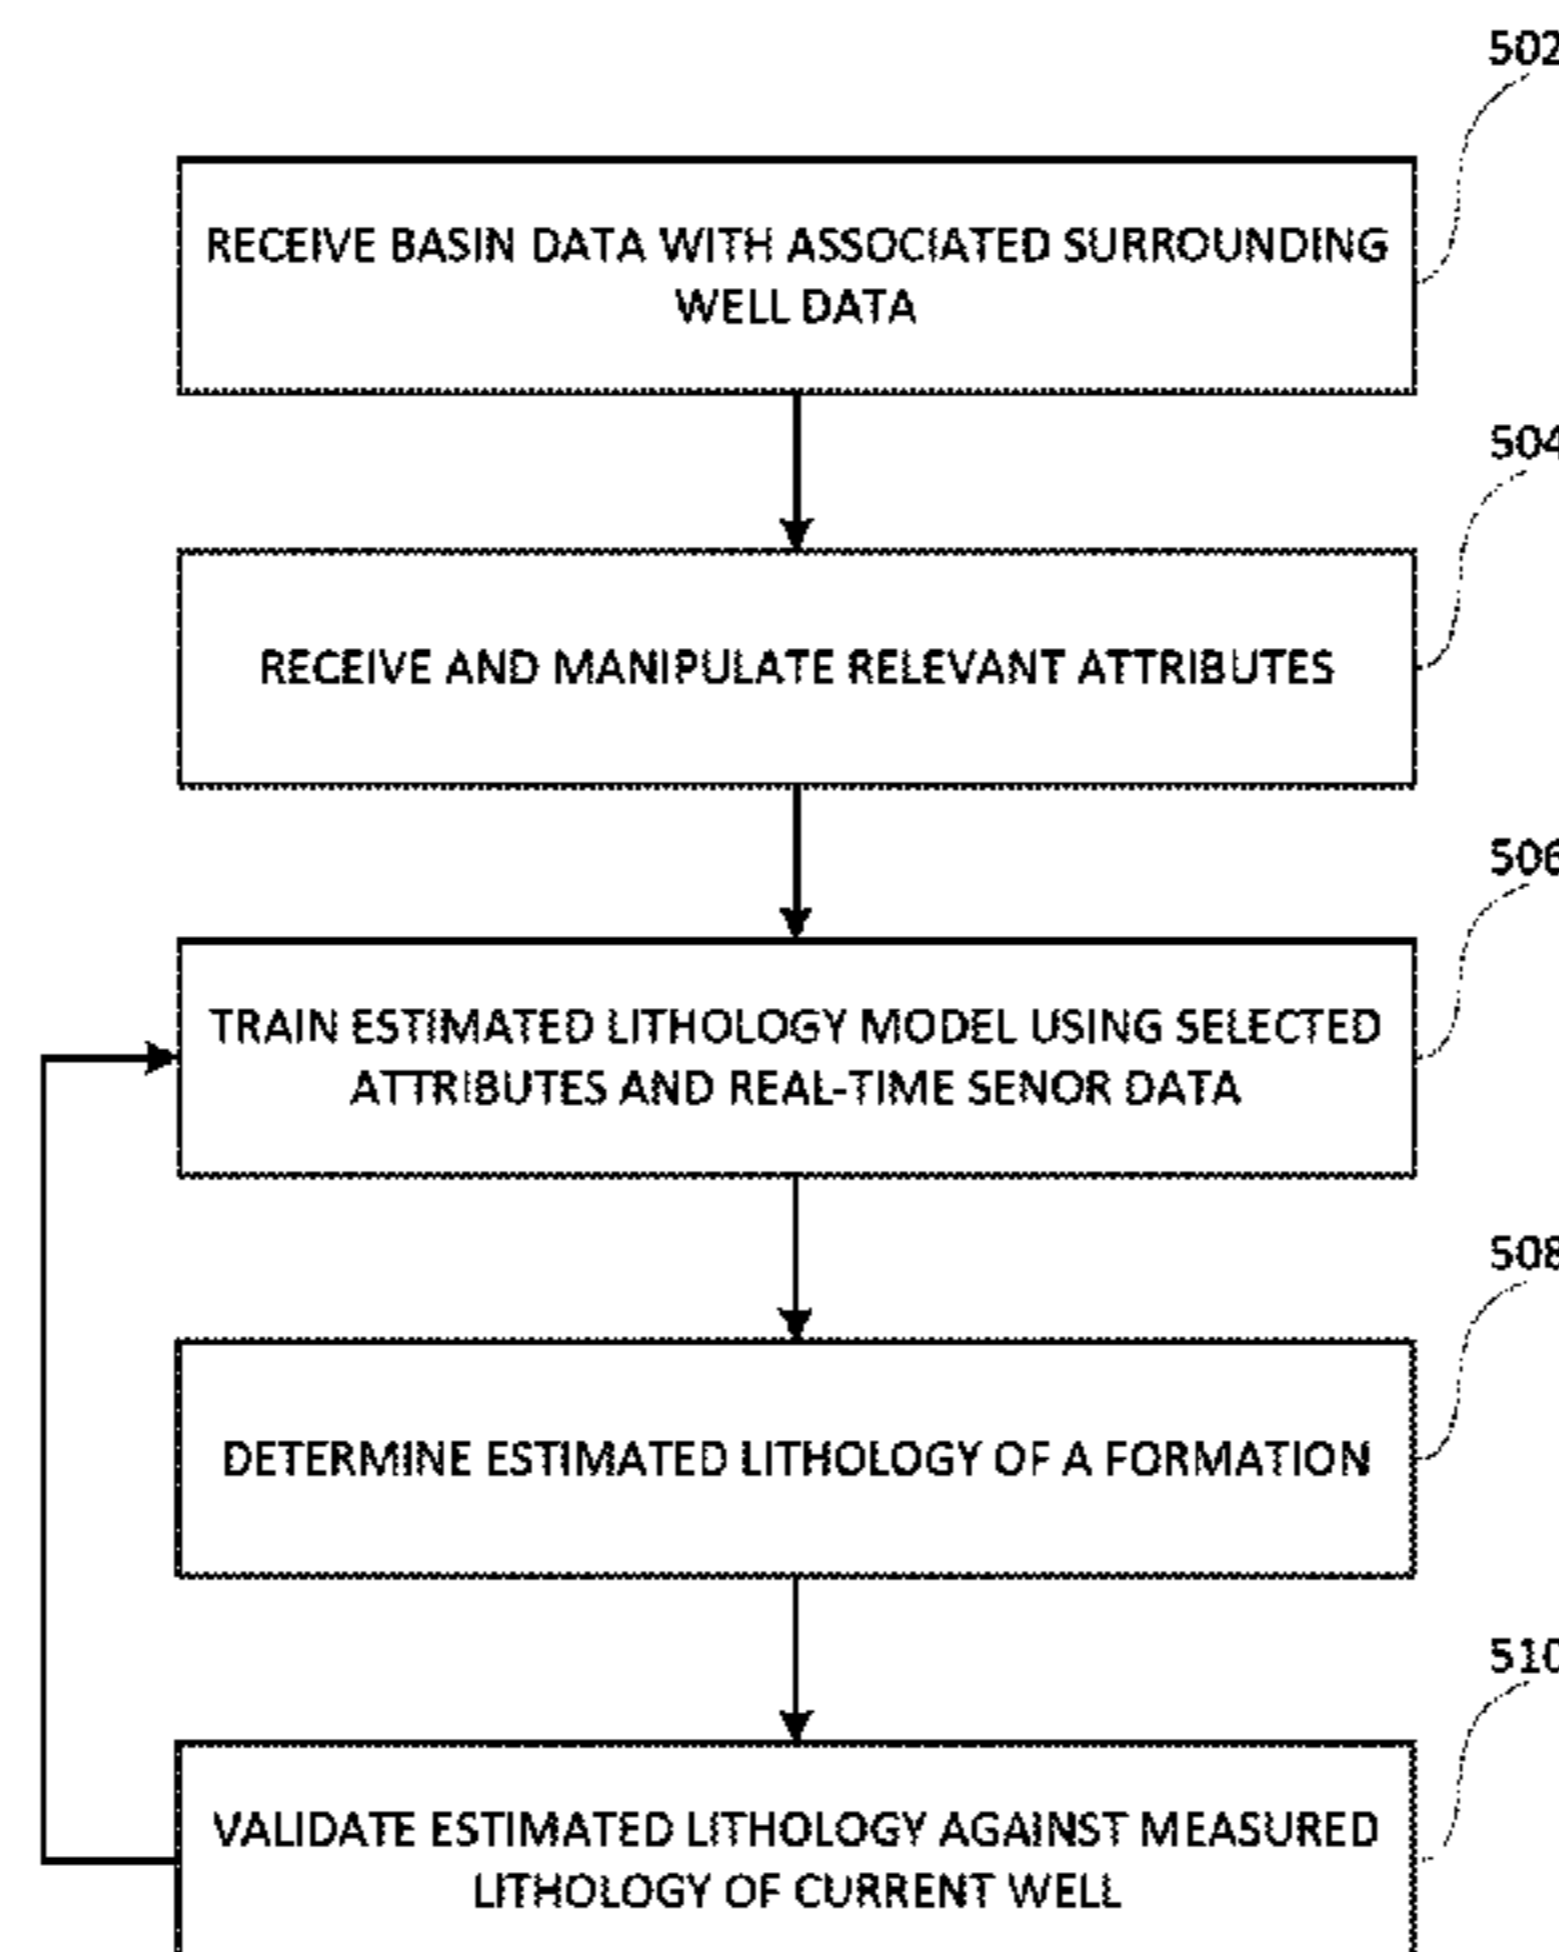 502
RECEIVE BASIN DATA WITH ASSOCIATED SURROUNDING
WELL DATA
504
RECEIVE AND MANIPULATE RELEVANT ATTRIBUTES
506
TRAIN ESTIMATED LITHOLOGY MODEL USING SELECTED
ATTRIBUTES AND REAL-TIME SENOR DATA
508
DETERMINE ESTIMATED LITHOLOGY OF A FORMATION
510
VALIDATE ESTIMATED LITHOLOGY AGAINST MEASURED
LITHOLOGY OF CURRENT WELL